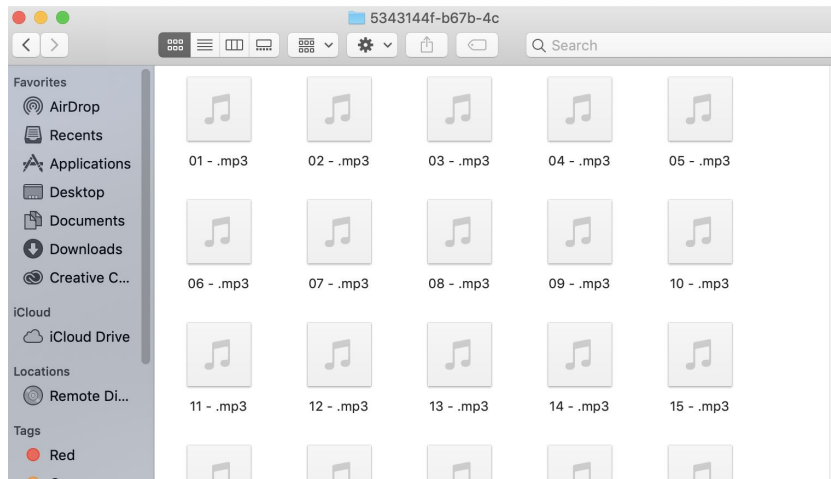 5343144f-b67b-4c
Search
Favorites
AirDrop
Recents
Applications
Desktop
Documents
Downloads
Creative C...
iCloud
iCloud Drive
Locations
Remote Di...
Tags
Red
01 - .mp3 02 - .mp3 03 - .mp3 04 - .mp3 05 - .mp3
06 - .mp3 07 - .mp3 08 - .mp3 09 - .mp3 10 - .mp3
11 - .mp3 12 - .mp3 13 - .mp3 14 - .mp3 15 - .mp3